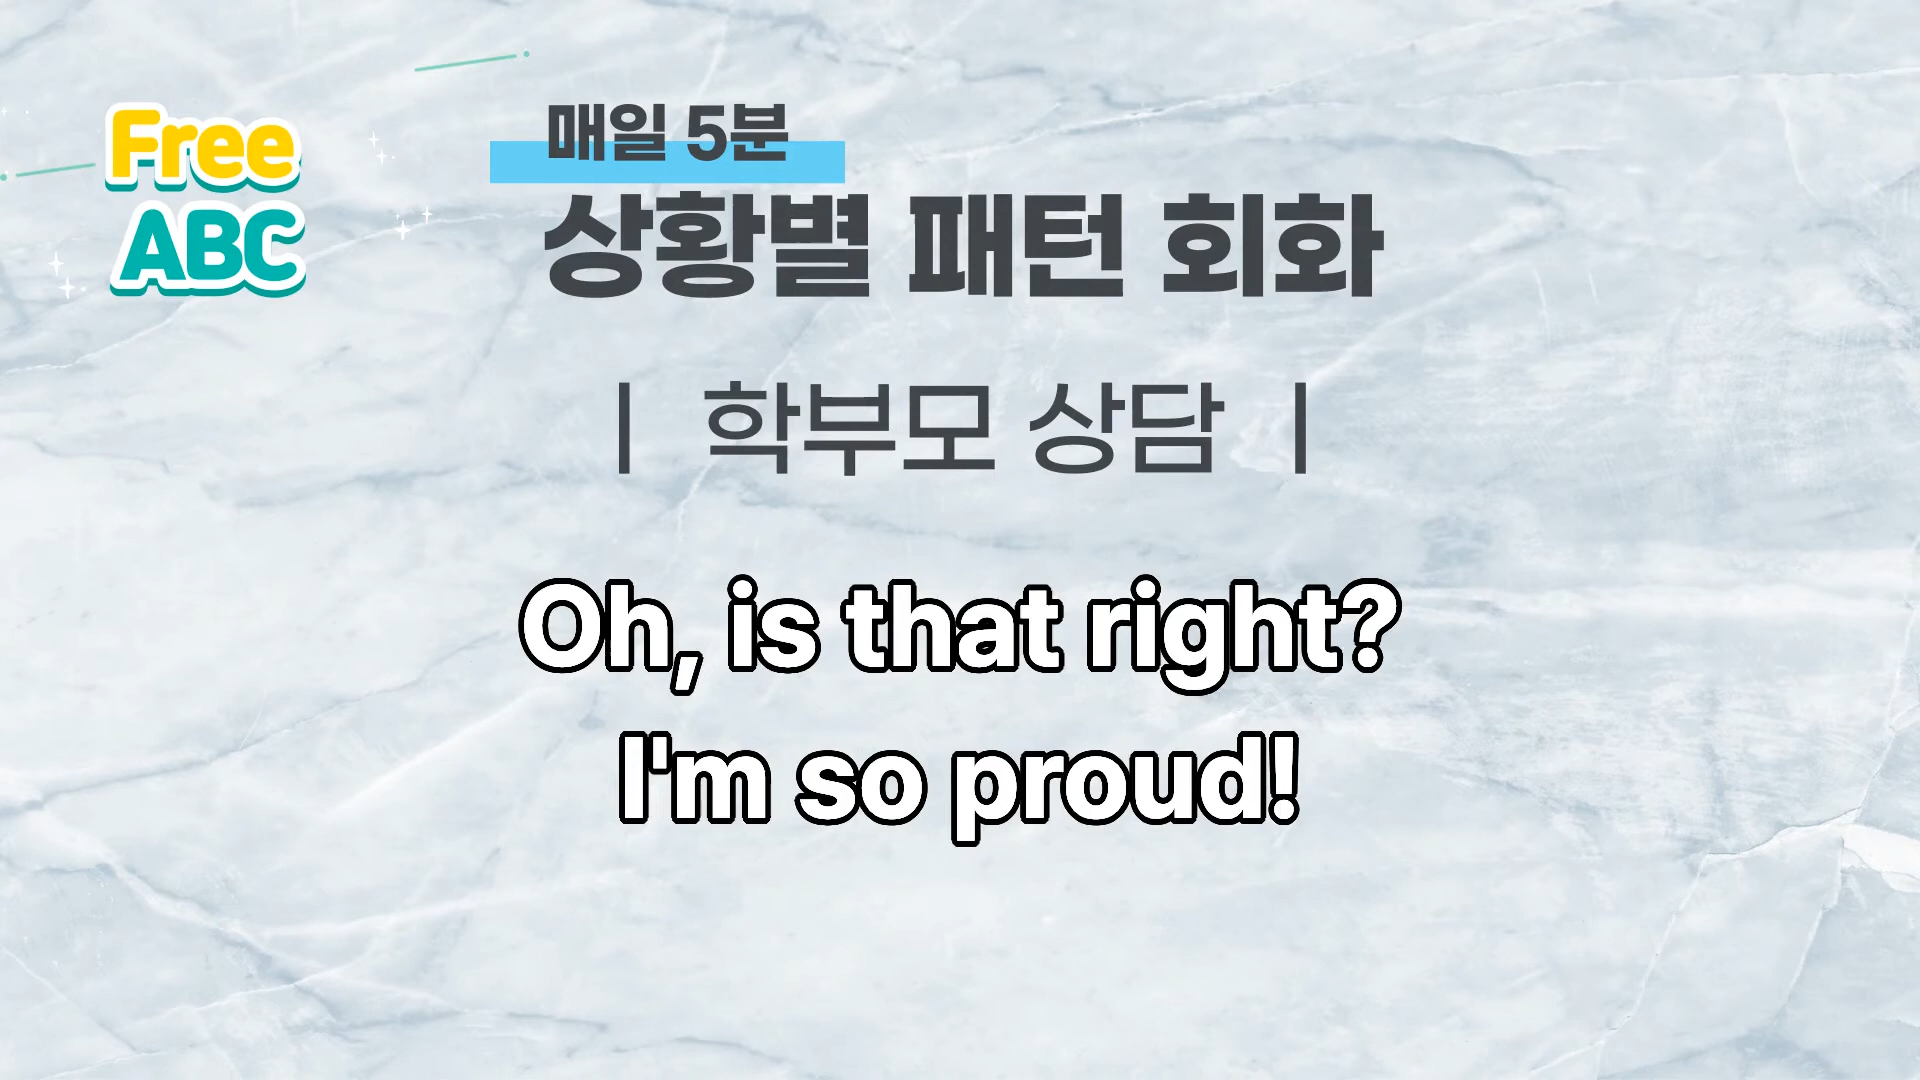 Free
ABC
매일 5분
상황별 패턴 회화
| 학부모 상담 |
Oh, is that right?
I'm so proud!